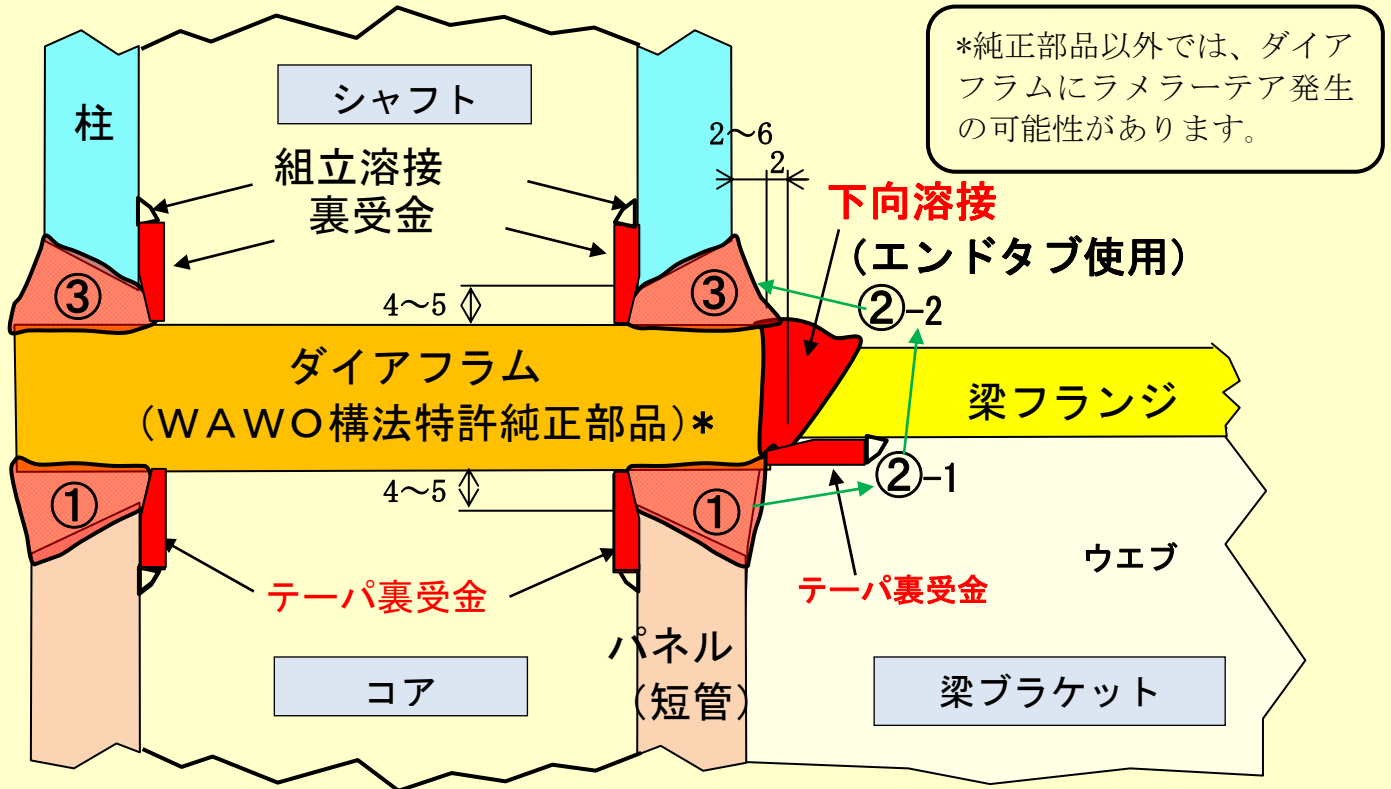 シャフト
*純正部品以外では、ダイア
フラムにラメラーテア発生
の可能性があります。
柱
2～6
2
組立溶接
裏受金
下向溶接
(エンドタブ使用)
③
③
②-2
4～5
ダイアフラム
(ＷＡＷＯ構法特許純正部品)*
梁フランジ
4～5
②-1
①
①
ウエブ
テーパ裏受金
テーパ裏受金
パネル
(短管)
コア
梁ブラケット